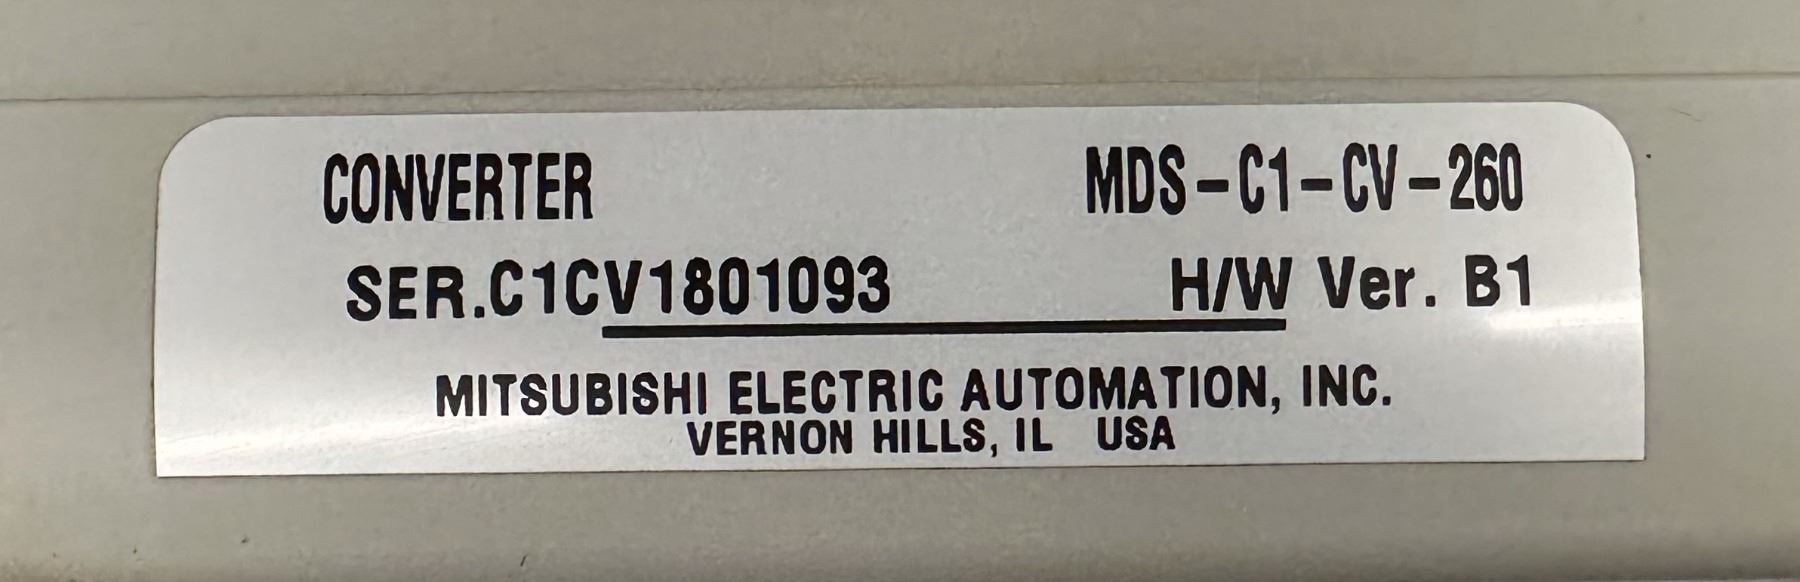 CONVERTER MDS-C1-CV-260
SER.C1CV1801093 H/W Ver. B1
MITSUBISHI ELECTRIC AUTOMATION, INC.
VERNON HILLS, IL USA